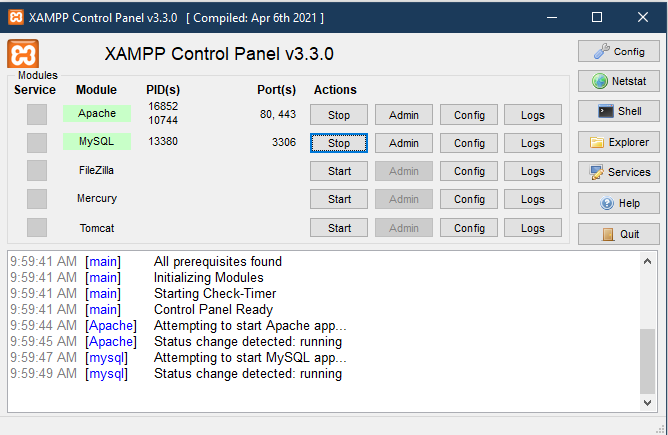 XAMPP Control Panel v3.3.0 [ Compiled: Apr 6th 2021 ]
XAMPP Control Panel v3.3.0
Config
Modules
Service Module PID(s) Port(s) Actions
Netstat
Apache 16852 10744 80, 443 Stop Admin Config Logs
Shell
MySQL 13380 3306 Stop Admin Config Logs
Explorer
FileZilla Start Admin Config Logs
Services
Mercury Start Admin Config Logs
Help
Tomcat Start Admin Config Logs
Quit
9:59:41 AM [main] All prerequisites found
9:59:41 AM [main] Initializing Modules
9:59:41 AM [main] Starting Check-Timer
9:59:41 AM [main] Control Panel Ready
9:59:44 AM [Apache] Attempting to start Apache app...
9:59:45 AM [Apache] Status change detected: running
9:59:47 AM [mysql] Attempting to start MySQL app...
9:59:49 AM [mysql] Status change detected: running